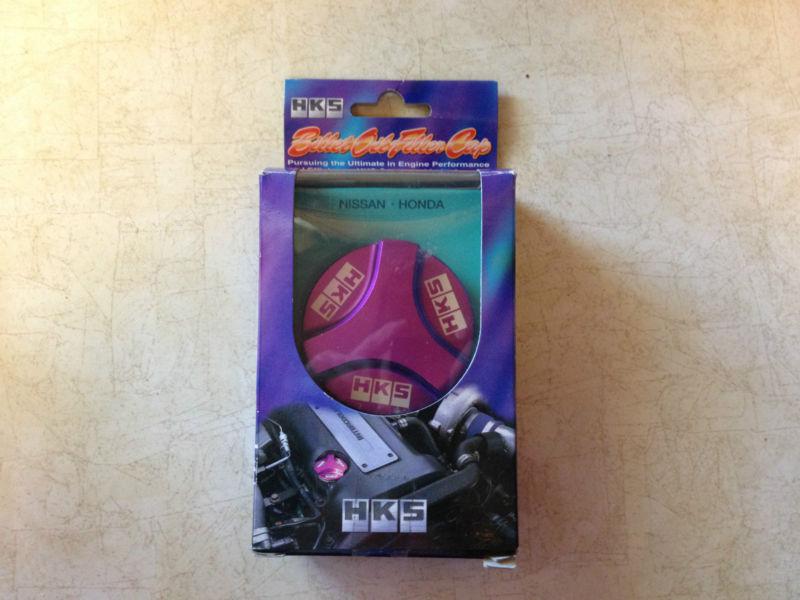 HKS
Billet Oil Filler Cap
Pursuing the Ultimate in Engine Performance
NISSAN · HONDA
HKS
HKS
HKS
HKS